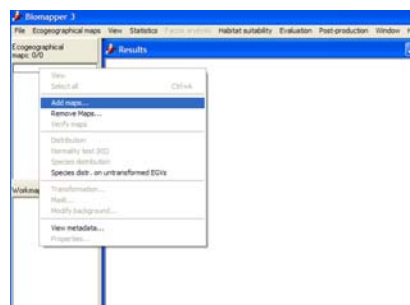 Biomapper 3
File Ecogeographical maps View Statistics Factor analysis Habitat suitability Evaluation Post-production Window
Ecogeographical
maps: 0/0
Results
View
Select all Ctrl+A
Add maps...
Remove Maps...
Verify maps
Distribution
Normality test (KS)
Species distribution
Species distr. on untransformed EGVs
Transformation...
Mask...
Modify background...
View metadata...
Properties...
Workmap